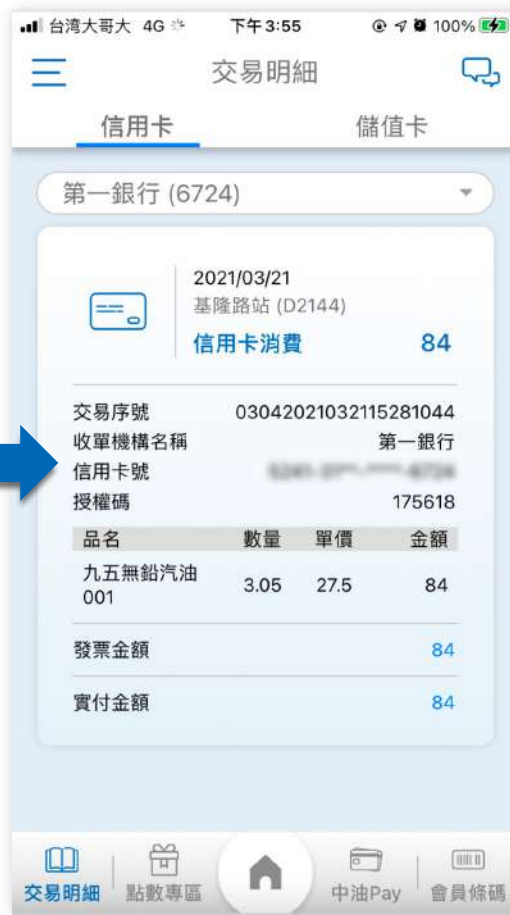 台湾大哥大 4G 下午3:55 100%
交易明細
信用卡 儲值卡
第一銀行 (6724)
2021/03/21
基隆路站 (D2144)
信用卡消費 84
交易序號 03042021032115281044
收單機構名稱 第一銀行
信用卡號
授權碼 175618
品名 數量 單價 金額
九五無鉛汽油 3.05 27.5 84
001
發票金額 84
實付金額 84
交易明細 點數專區 中油Pay 會員條碼